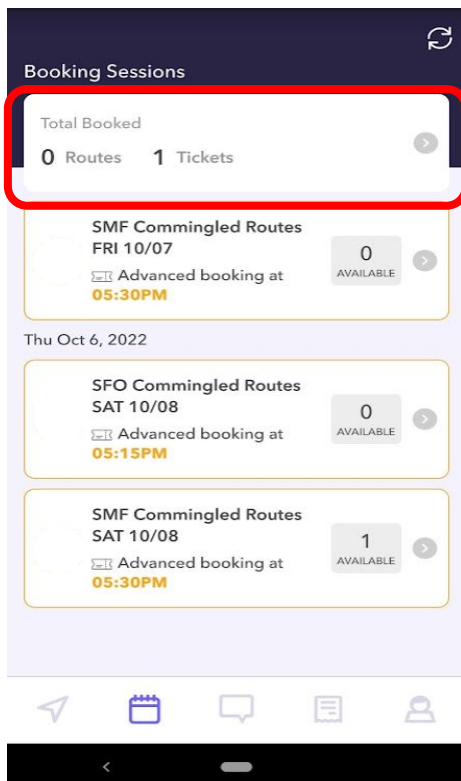 Booking Sessions
Total Booked
0 Routes 1 Tickets
SMF Commingled Routes
FRI 10/07
Advanced booking at
05:30PM
0
AVAILABLE
Thu Oct 6, 2022
SFO Commingled Routes
SAT 10/08
Advanced booking at
05:15PM
0
AVAILABLE
SMF Commingled Routes
SAT 10/08
Advanced booking at
05:30PM
1
AVAILABLE